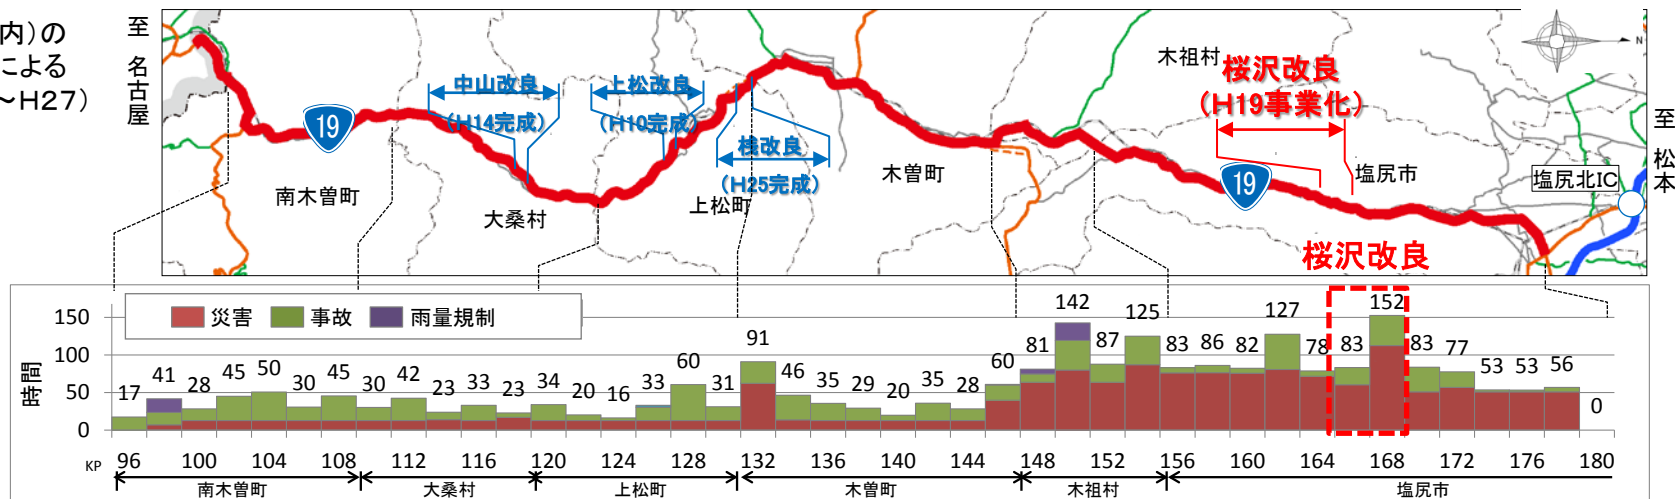 内)の
による
～H27)
至 名古屋
19
中山改良
(H14完成)
上松改良
(H10完成)
桟改良
(H25完成)
木祖村
桜沢改良
(H19事業化)
N
至 松本
南木曽町
大桑村
上松町
木曽町
19
塩尻市
塩尻北IC
桜沢改良
災害 事故 雨量規制
時間
150
100
50
0
17 41 28 45 50 30 45 30 42 23 33 23 34 20 16 33 60 31 91 46 35 29 20 35 28 60 81 142 87 125 83 86 82 127 78 83 152 83 77 53 53 56 0
KP 96 100 104 108 112 116 120 124 128 132 136 140 144 148 152 156 160 164 168 172 176 180
南木曽町 大桑村 上松町 木曽町 木祖村 塩尻市